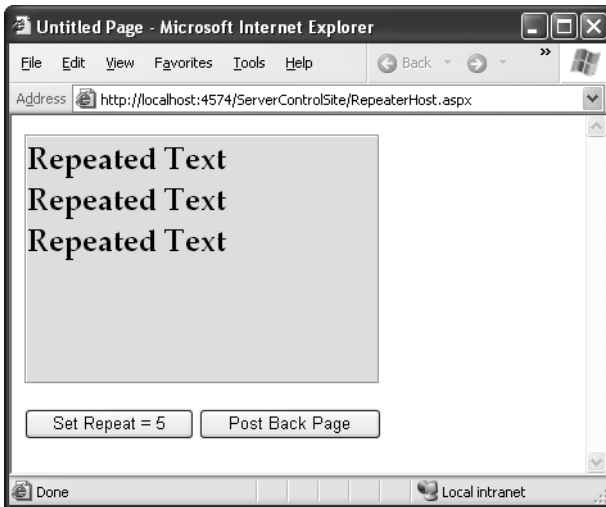 Untitled Page - Microsoft Internet Explorer
File Edit View Favorites Tools Help Back »
Address http://localhost:4574/ServerControlSite/RepeaterHost.aspx
Repeated Text
Repeated Text
Repeated Text
Set Repeat = 5 Post Back Page
Done Local intranet